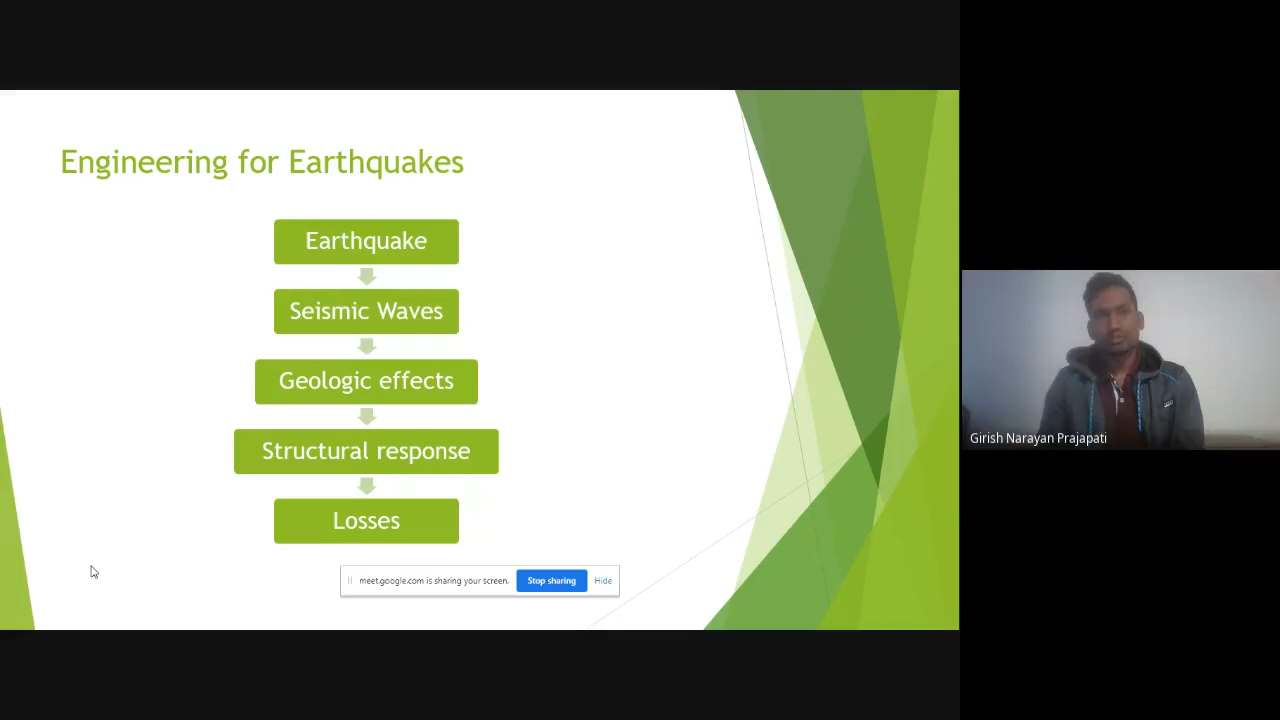 Engineering for Earthquakes
Earthquake
Seismic Waves
Geologic effects
Structural response
Losses
meet.google.com is sharing your screen.
Stop sharing
Hide
Girish Narayan Prajapati